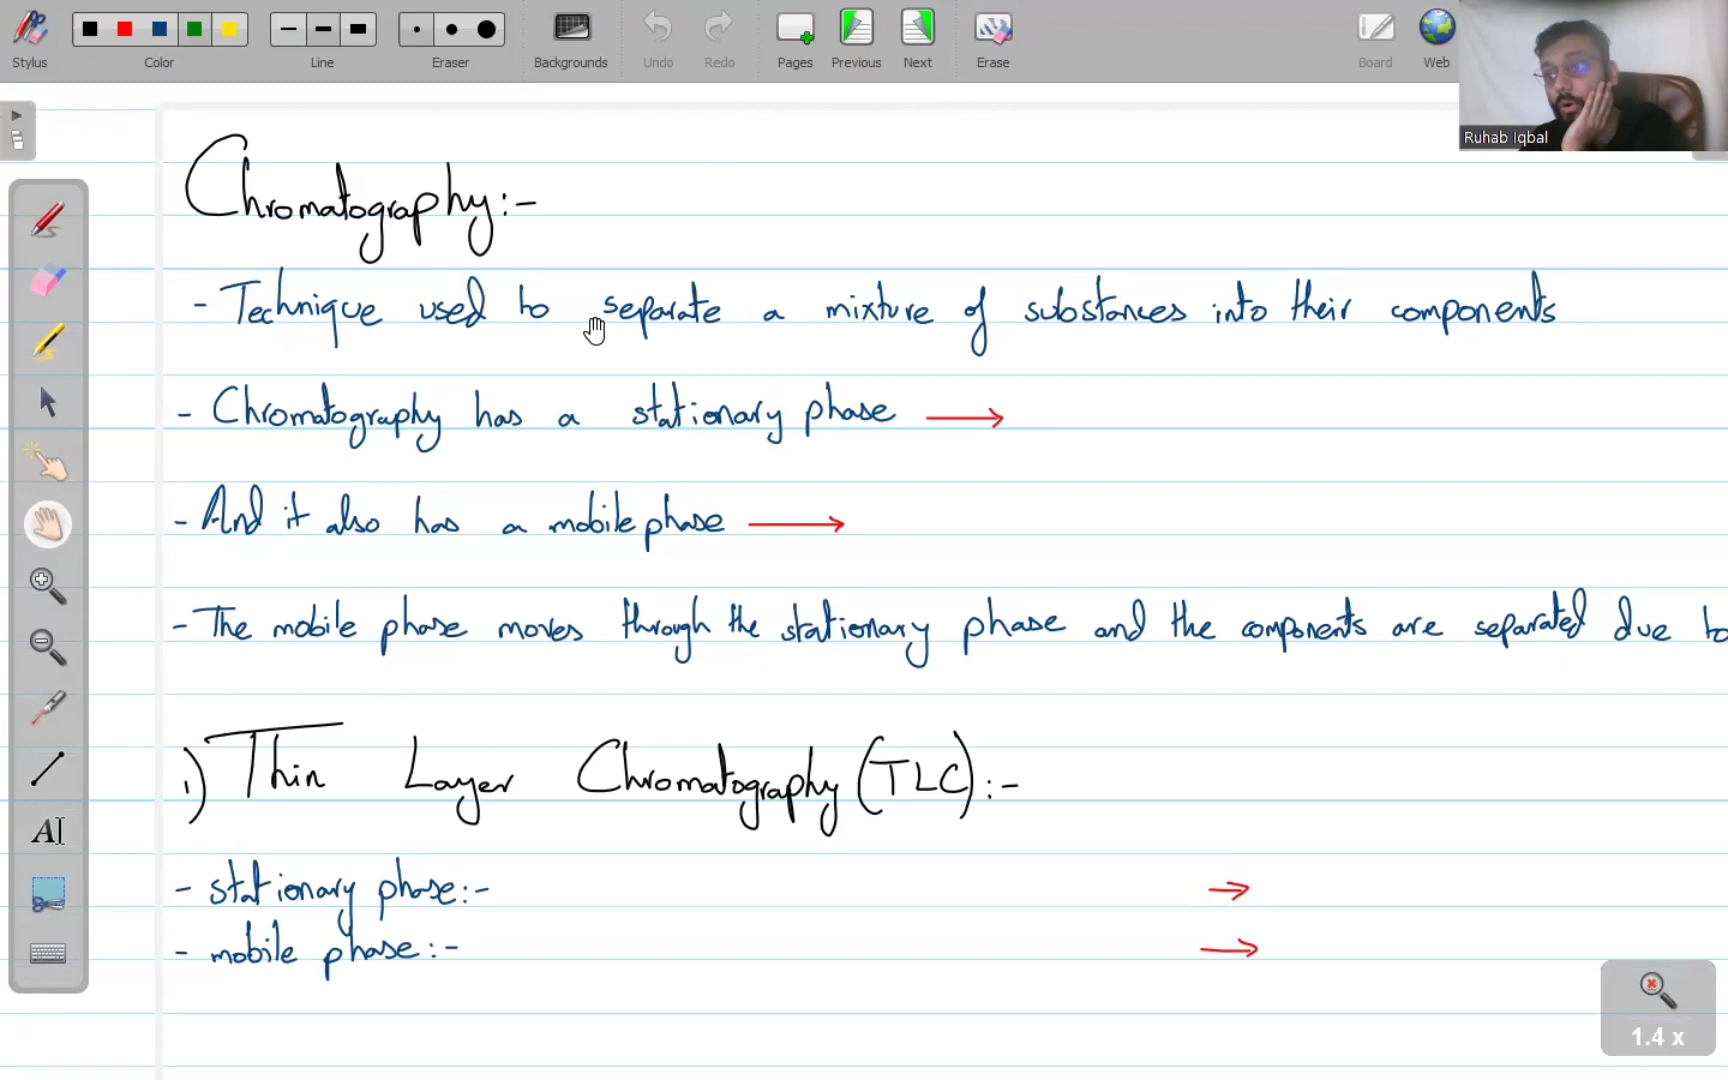 Stylus
Color
Line
Eraser
Backgrounds
Undo
Redo
Pages
Previous
Next
Erase
Board
Web
Ruhab Iqbal
Chromatography:-
- Technique used to separate a mixture of substances into their components
- Chromatography has a stationary phase →
- And it also has a mobile phase →
- The mobile phase moves through the stationary phase and the components are separated due to
1) Thin Layer Chromatography (TLC):-
- stationary phase:- →
- mobile phase:- →
1.4 x